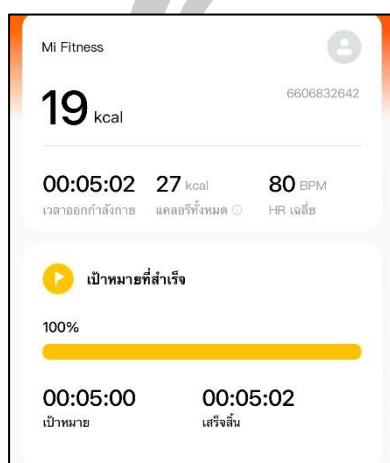 Mi Fitness
19 kcal
6606832642
00:05:02 27 kcal 80 BPM
เวลาออกกำลังกาย แคลอรีทั้งหมด HR เฉลี่ย
เป้าหมายที่สำเร็จ
100%
00:05:00 00:05:02
เป้าหมาย เสร็จสิ้น